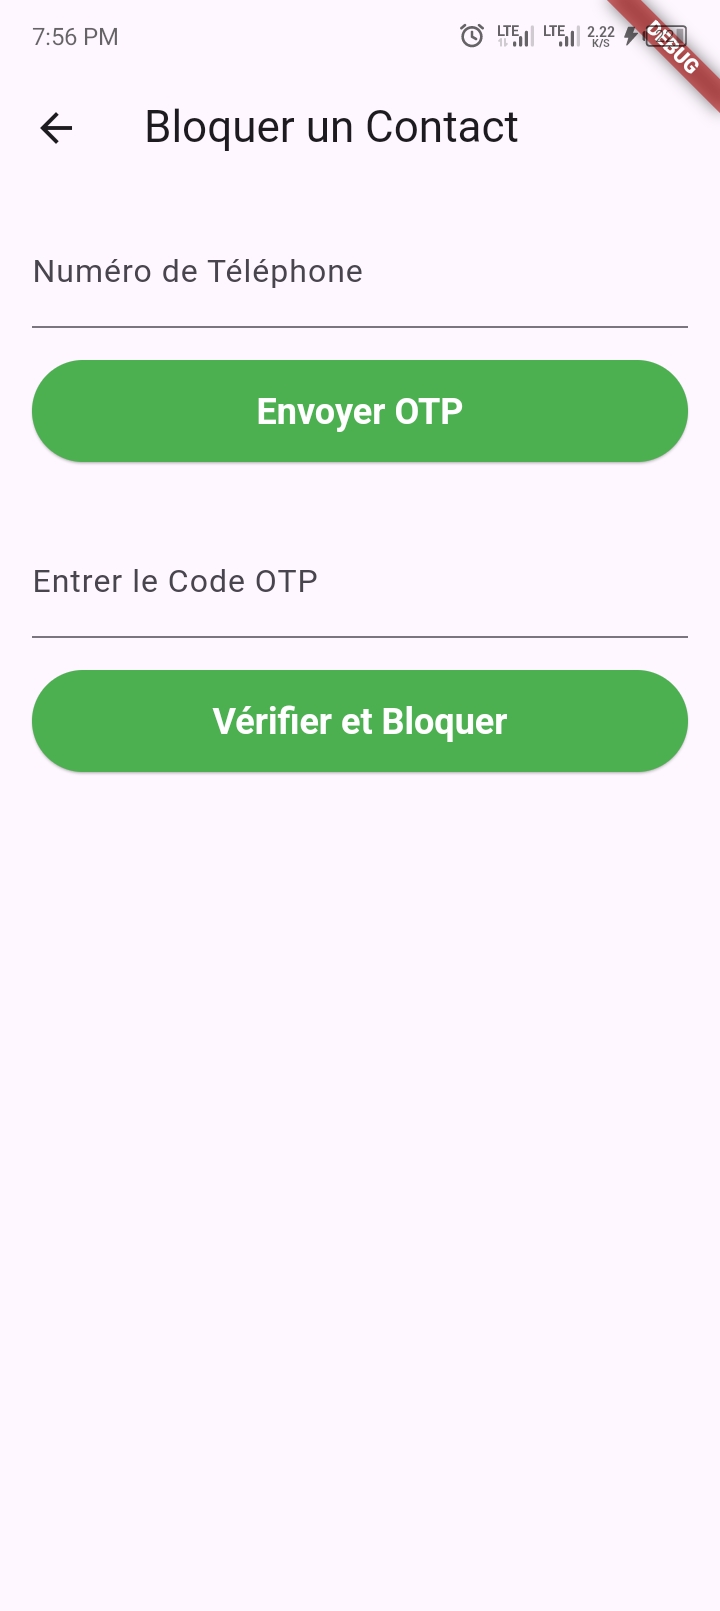 7:56 PM
LTE LTE 2.22
K/S
DEBUG
Bloquer un Contact
Numéro de Téléphone
Envoyer OTP
Entrer le Code OTP
Vérifier et Bloquer